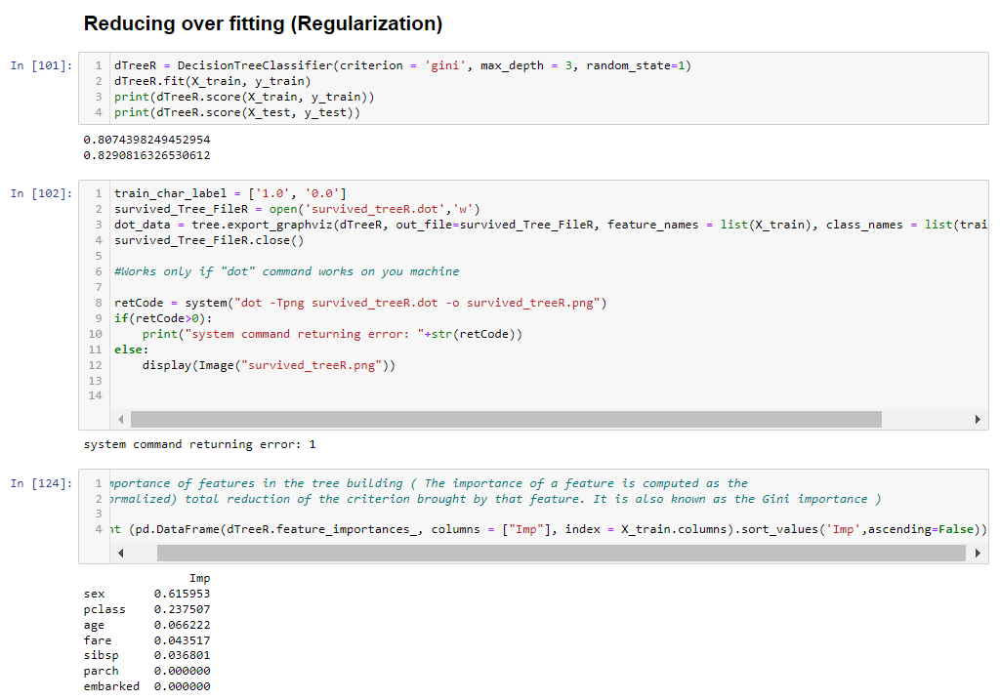 Reducing over fitting (Regularization)
In [101]:
1 dTreeR = DecisionTreeClassifier(criterion = 'gini', max_depth = 3, random_state=1)
2 dTreeR.fit(X_train, y_train)
3 print(dTreeR.score(X_train, y_train))
4 print(dTreeR.score(X_test, y_test))
0.8074398249452954
0.8290816326530612
In [102]:
1 train_char_label = ['1.0', '0.0']
2 survived_Tree_FileR = open('survived_treeR.dot','w')
3 dot_data = tree.export_graphviz(dTreeR, out_file=survived_Tree_FileR, feature_names = list(X_train), class_names = list(trai
4 survived_Tree_FileR.close()
5
6 #Works only if "dot" command works on you machine
7
8 retCode = system("dot -Tpng survived_treeR.dot -o survived_treeR.png")
9 if(retCode>0):
10     print("system command returning error: "+str(retCode))
11 else:
12     display(Image("survived_treeR.png"))
13
14
system command returning error: 1
In [124]:
1 mportance of features in the tree building ( The importance of a feature is computed as the
2 ormalized) total reduction of the criterion brought by that feature. It is also known as the Gini importance )
3
4 nt (pd.DataFrame(dTreeR.feature_importances_, columns = ["Imp"], index = X_train.columns).sort_values('Imp',ascending=False))
Imp
sex 0.615953
pclass 0.237507
age 0.066222
fare 0.043517
sibsp 0.036801
parch 0.000000
embarked 0.000000